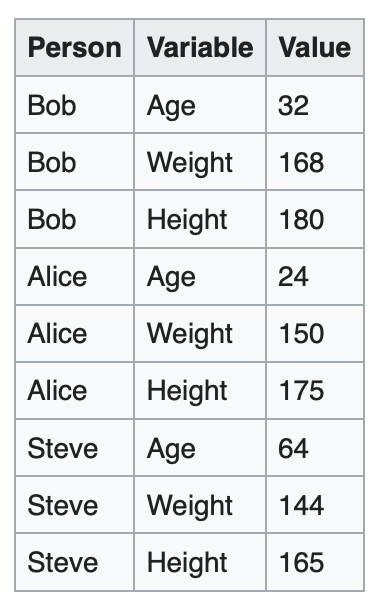 Person Variable Value
Bob Age 32
Bob Weight 168
Bob Height 180
Alice Age 24
Alice Weight 150
Alice Height 175
Steve Age 64
Steve Weight 144
Steve Height 165